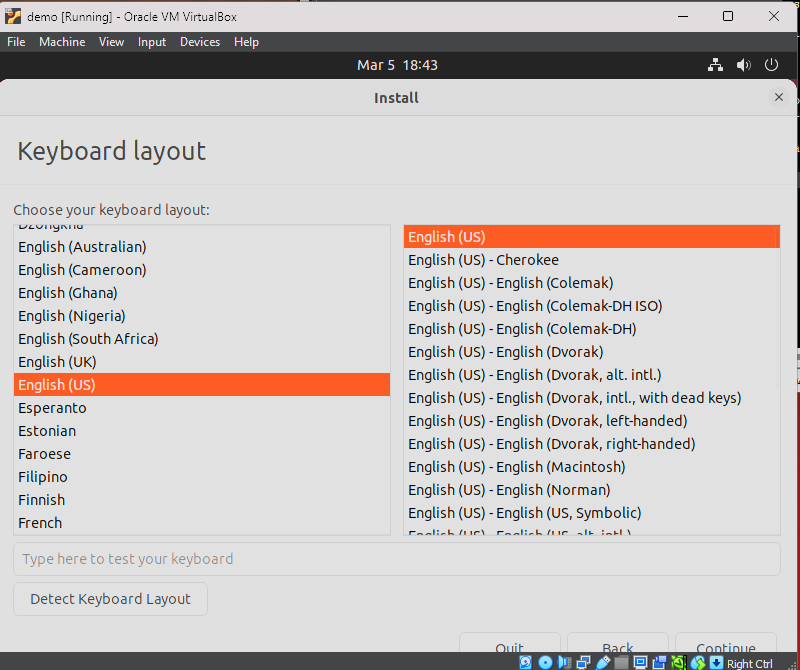 demo [Running] - Oracle VM VirtualBox
File Machine View Input Devices Help
Mar 5 18:43
Install
Keyboard layout
Choose your keyboard layout:
Dzongkha
English (Australian)
English (Cameroon)
English (Ghana)
English (Nigeria)
English (South Africa)
English (UK)
English (US)
Esperanto
Estonian
Faroese
Filipino
Finnish
French
English (US)
English (US) - Cherokee
English (US) - English (Colemak)
English (US) - English (Colemak-DH ISO)
English (US) - English (Colemak-DH)
English (US) - English (Dvorak)
English (US) - English (Dvorak, alt. intl.)
English (US) - English (Dvorak, intl., with dead keys)
English (US) - English (Dvorak, left-handed)
English (US) - English (Dvorak, right-handed)
English (US) - English (Macintosh)
English (US) - English (Norman)
English (US) - English (US, Symbolic)
English (US) - English (US, alt. intl.)
Type here to test your keyboard
Detect Keyboard Layout
Quit Back Continue
Right Ctrl